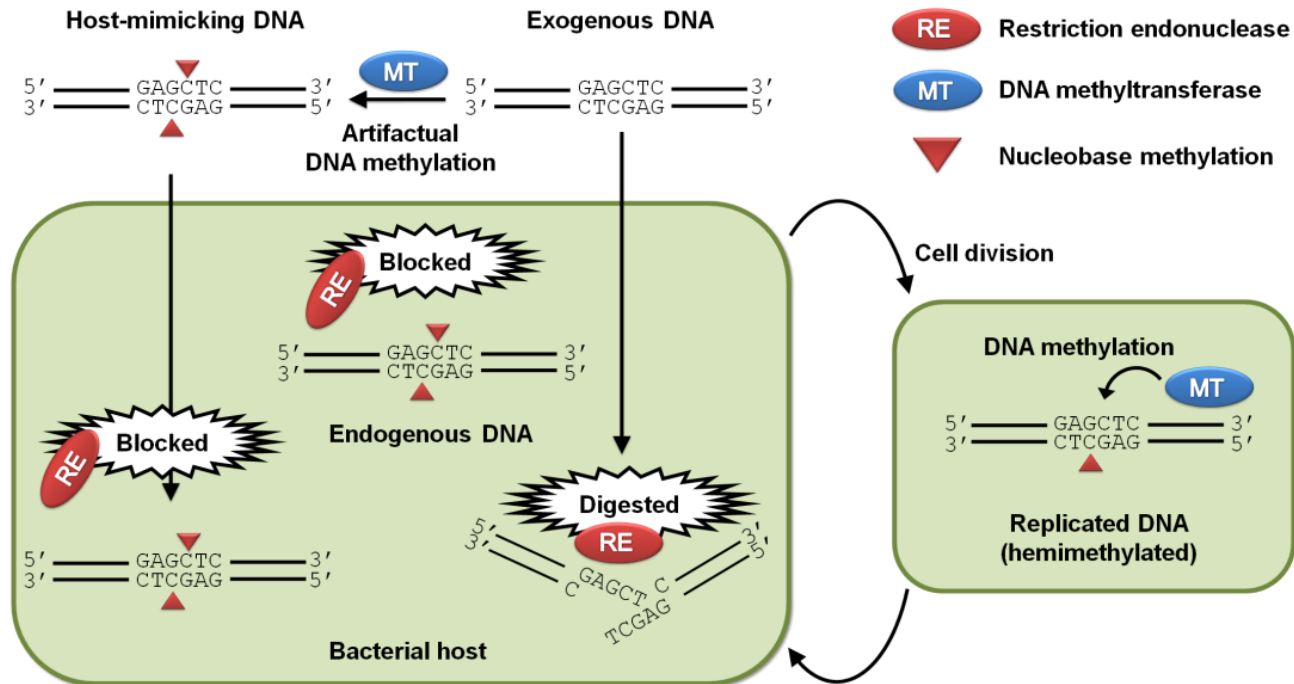 Host-mimicking DNA
Exogenous DNA
RE Restriction endonuclease
5′ GAGCTC 3′
3′ CTCGAG 5′
MT
5′ GAGCTC 3′
3′ CTCGAG 5′
MT DNA methyltransferase
Artifactual
DNA methylation
Nucleobase methylation
Blocked
RE
5′ GAGCTC 3′
3′ CTCGAG 5′
Endogenous DNA
Blocked
RE
5′ GAGCTC 3′
3′ CTCGAG 5′
Digested
RE
5′ GAGCT C 3′
3′ C TCGAG 5′
Bacterial host
Cell division
DNA methylation
MT
5′ GAGCTC 3′
3′ CTCGAG 5′
Replicated DNA
(hemimethylated)